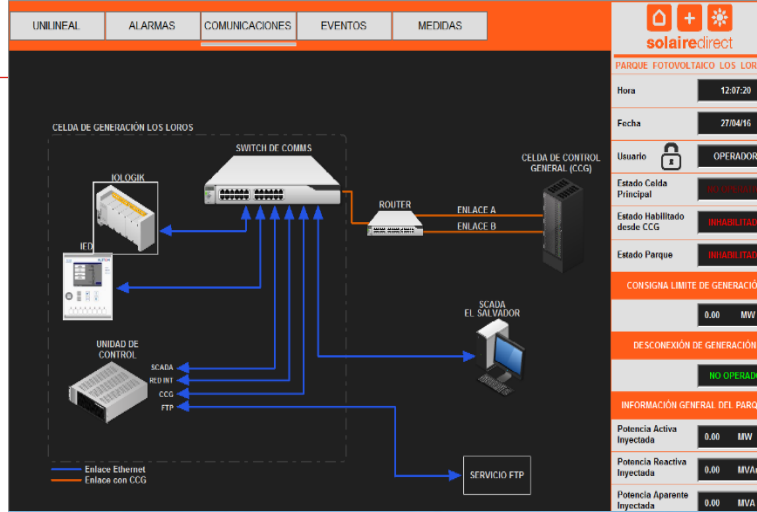 UNILINEAL
ALARMAS
COMUNICACIONES
EVENTOS
MEDIDAS
solairedirect
PARQUE FOTOVOLTAICO LOS LOR
Hora
12:07:20
Fecha
27/04/16
Usuario
OPERADOR
Estado Celda
Principal
Estado Habilitado
desde CCG
INHABILITAD
Estado Parque
INHABILITAD
CONSIGNA LIMITE DE GENERACIÓ
0.00 MW
DESCONEXIÓN DE GENERACIÓN
NO OPERADO
INFORMACIÓN GENERAL DEL PARQ
Potencia Activa
Inyectada
0.00 MW
Potencia Reactiva
Inyectada
0.00 MVAr
Potencia Aparente
Inyectada
0.00 MVA
CELDA DE GENERACIÓN LOS LOROS
SWITCH DE COMMS
IOLOGIK
IED
UNIDAD DE
CONTROL
SCADA
RED INT
CCG
FTP
ROUTER
ENLACE A
ENLACE B
CELDA DE CONTROL
GENERAL (CCG)
SCADA
EL SALVADOR
SERVICIO FTP
Enlace Ethernet
Enlace con CCG